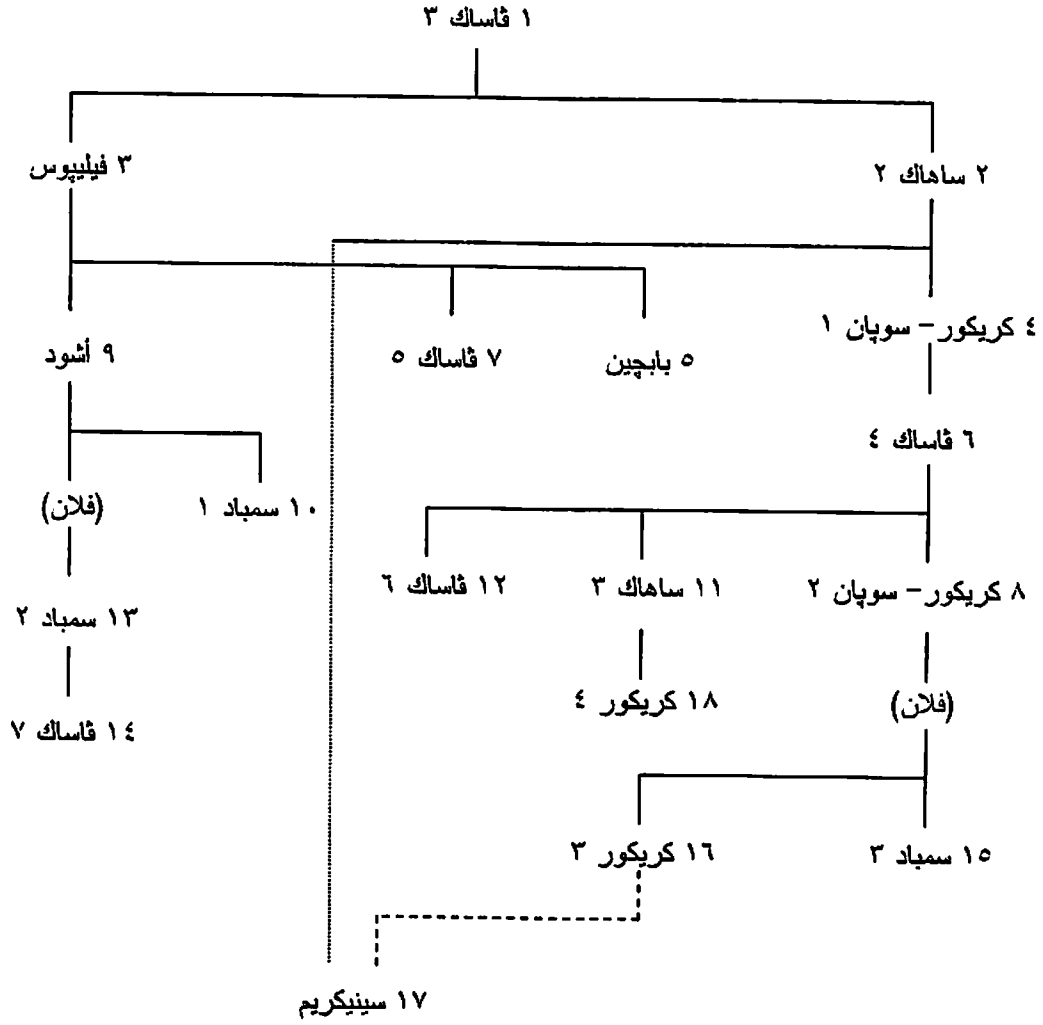 ١ ڤاساك ٣
٢ ساهاك ٢
٣ فيليپوس
٤ كريكور – سوپان ١
٥ بابچين
٧ ڤاساك ٥
٩ أشود
٦ ڤاساك ٤
١٠ سمباد ١
(فلان)
٨ كريكور – سوپان ٢
١١ ساهاك ٣
١٢ ڤاساك ٦
١٣ سمباد ٢
(فلان)
١٨ كريكور ٤
١٤ ڤاساك ٧
١٥ سمباد ٣
١٦ كريكور ٣
١٧ سينيكريم